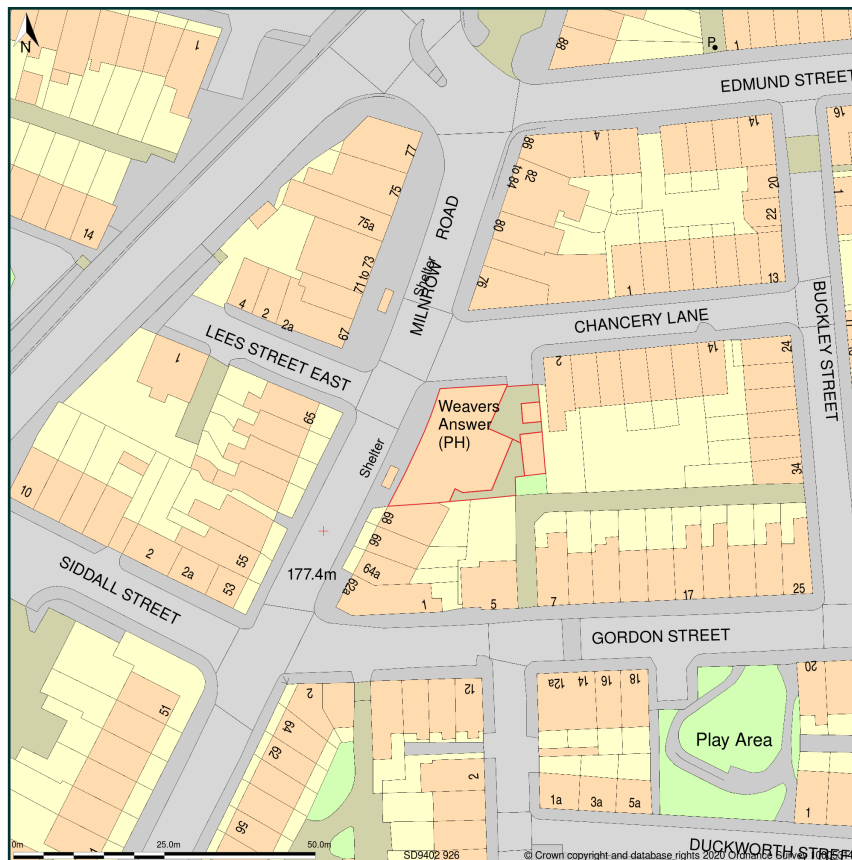 N
1
88
P
1
EDMUND STREET
77
86
to 84
82
4
14
16
75
75a
ROAD
80
20
22
1
14
71 to 73
Shelter
MILNROW
76
1
13
4
2
2a
67
CHANCERY LANE
BUCKLEY STREET
LEES STREET EAST
1
2
14
24
65
Weavers
Answer
(PH)
Shelter
34
10
68
66
64a
62a
177.4m
2
2a
55
53
SIDDALL STREET
1
5
7
17
25
GORDON STREET
51
2
64
62
56
12
2
12a
14
16
18
20
Play Area
1a
3a
5a
1
1
DUCKWORTH STREET
0m
25.0m
50.0m
SD9402 926
© Crown copyright and database rights 2020 Ordnance Survey